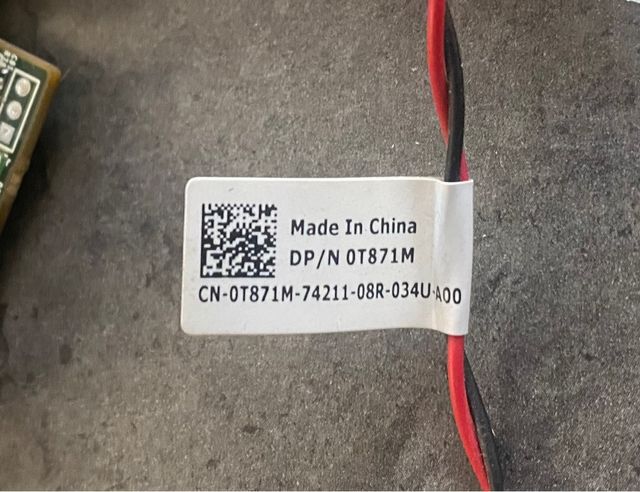 Made In China
DP/N 0T871M
CN-0T871M-74211-08R-034U-A00